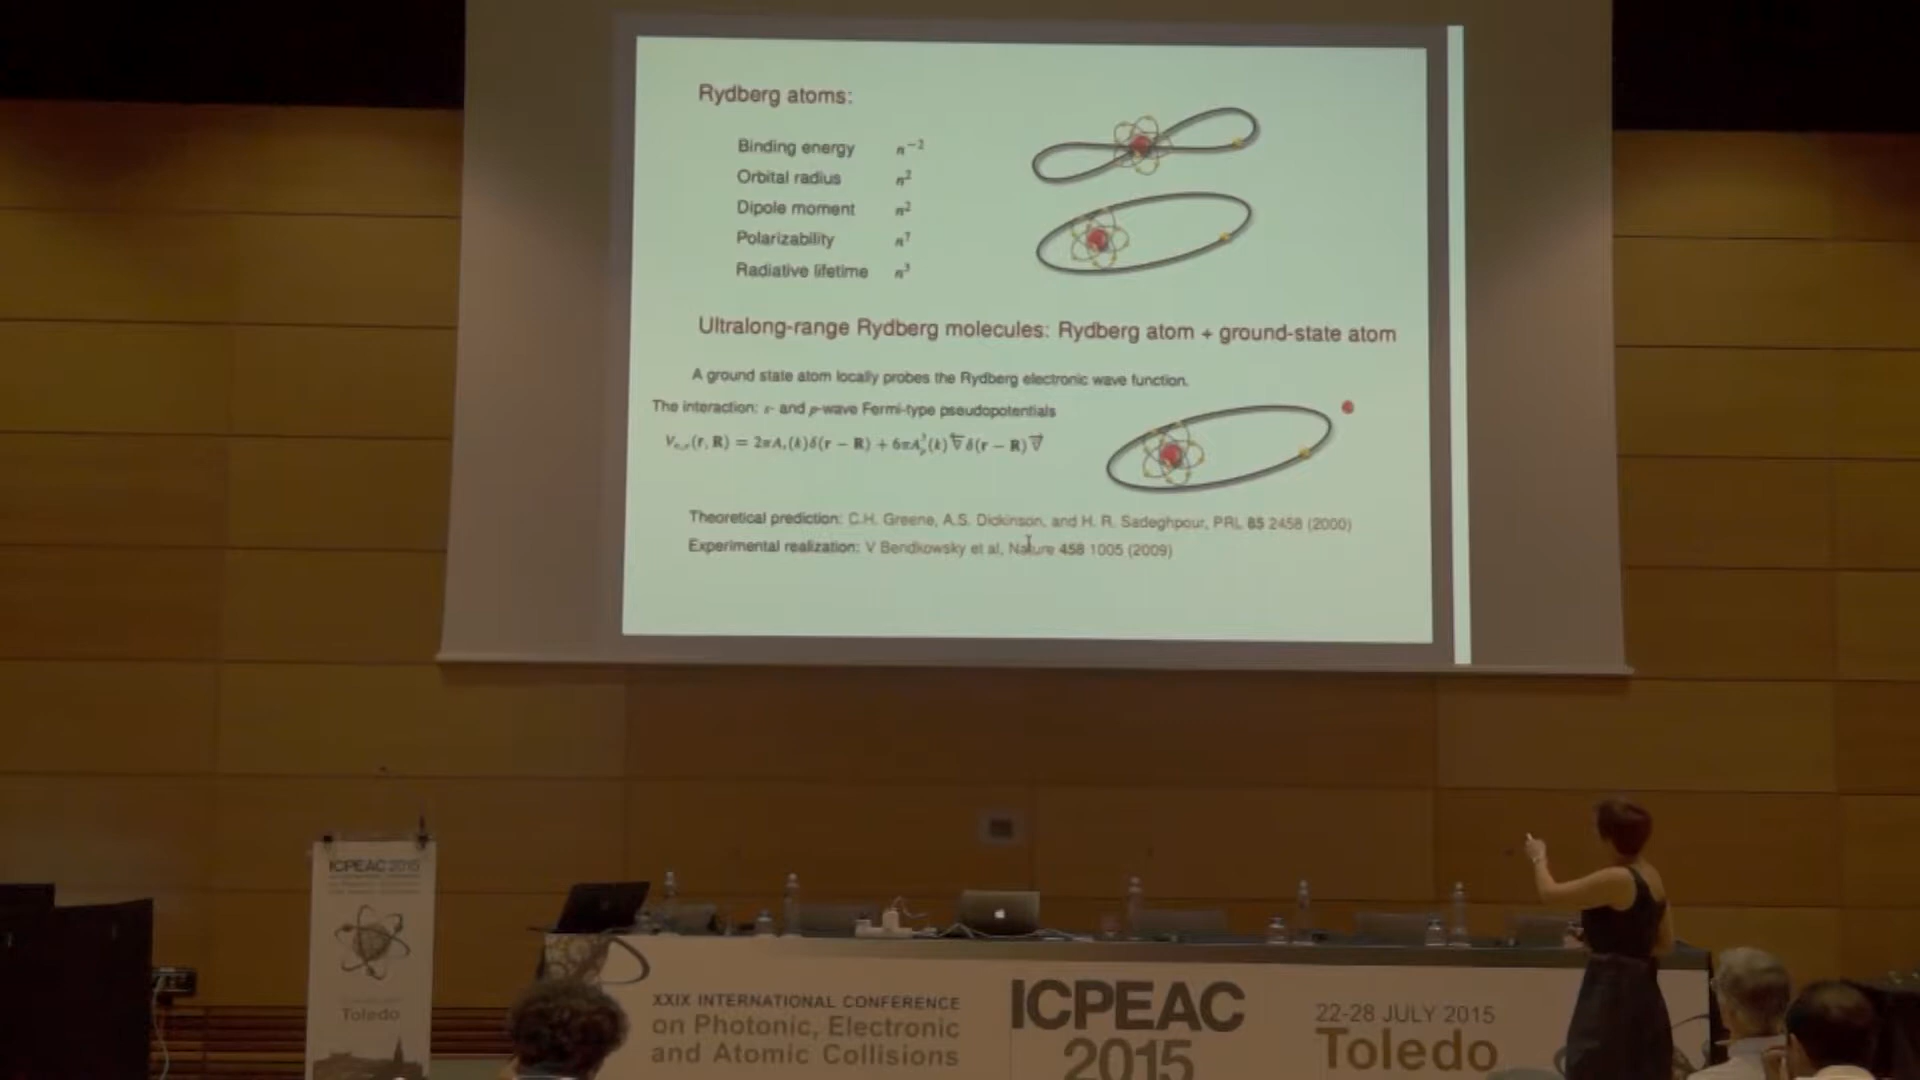 Rydberg atoms:
Binding energy n⁻²
Orbital radius n²
Dipole moment n²
Polarizability n⁷
Radiative lifetime n³
Ultralong-range Rydberg molecules: Rydberg atom + ground-state atom
A ground state atom locally probes the Rydberg electronic wave function.
The interaction: s- and p-wave Fermi-type pseudopotentials
(r, R) = 2πAₛ(k)δ(r − R) + 6πA³ₚ(k)∇⃖δ(r − R)∇⃗
Theoretical prediction: C.H. Greene, A.S. Dickinson, and H. R. Sadeghpour, PRL 85 2458 (2000)
Experimental realization: V Bendkowsky et al, Nature 458 1005 (2009)
ICPEAC 2015
Toledo
XXIX INTERNATIONAL CONFERENCE
on Photonic, Electronic
and Atomic Collisions
ICPEAC
2015
22-28 JULY 2015
Toledo